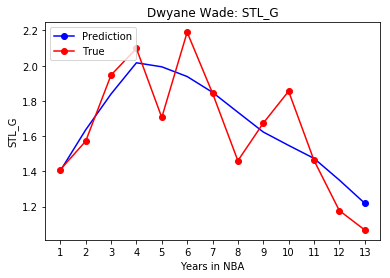 Dwyane Wade: STL_G
Prediction
True
2.2
2.0
1.8
1.6
1.4
1.2
STL_G
1 2 3 4 5 6 7 8 9 10 11 12 13
Years in NBA